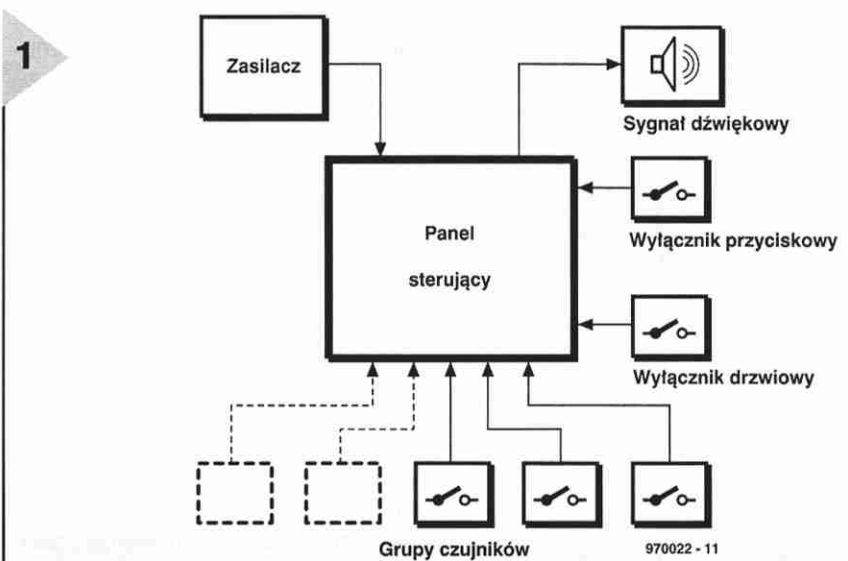 1
Zasilacz
Sygnał dźwiękowy
Panel
sterujący
Wyłącznik przyciskowy
Wyłącznik drzwiowy
Grupy czujników
970022 - 11